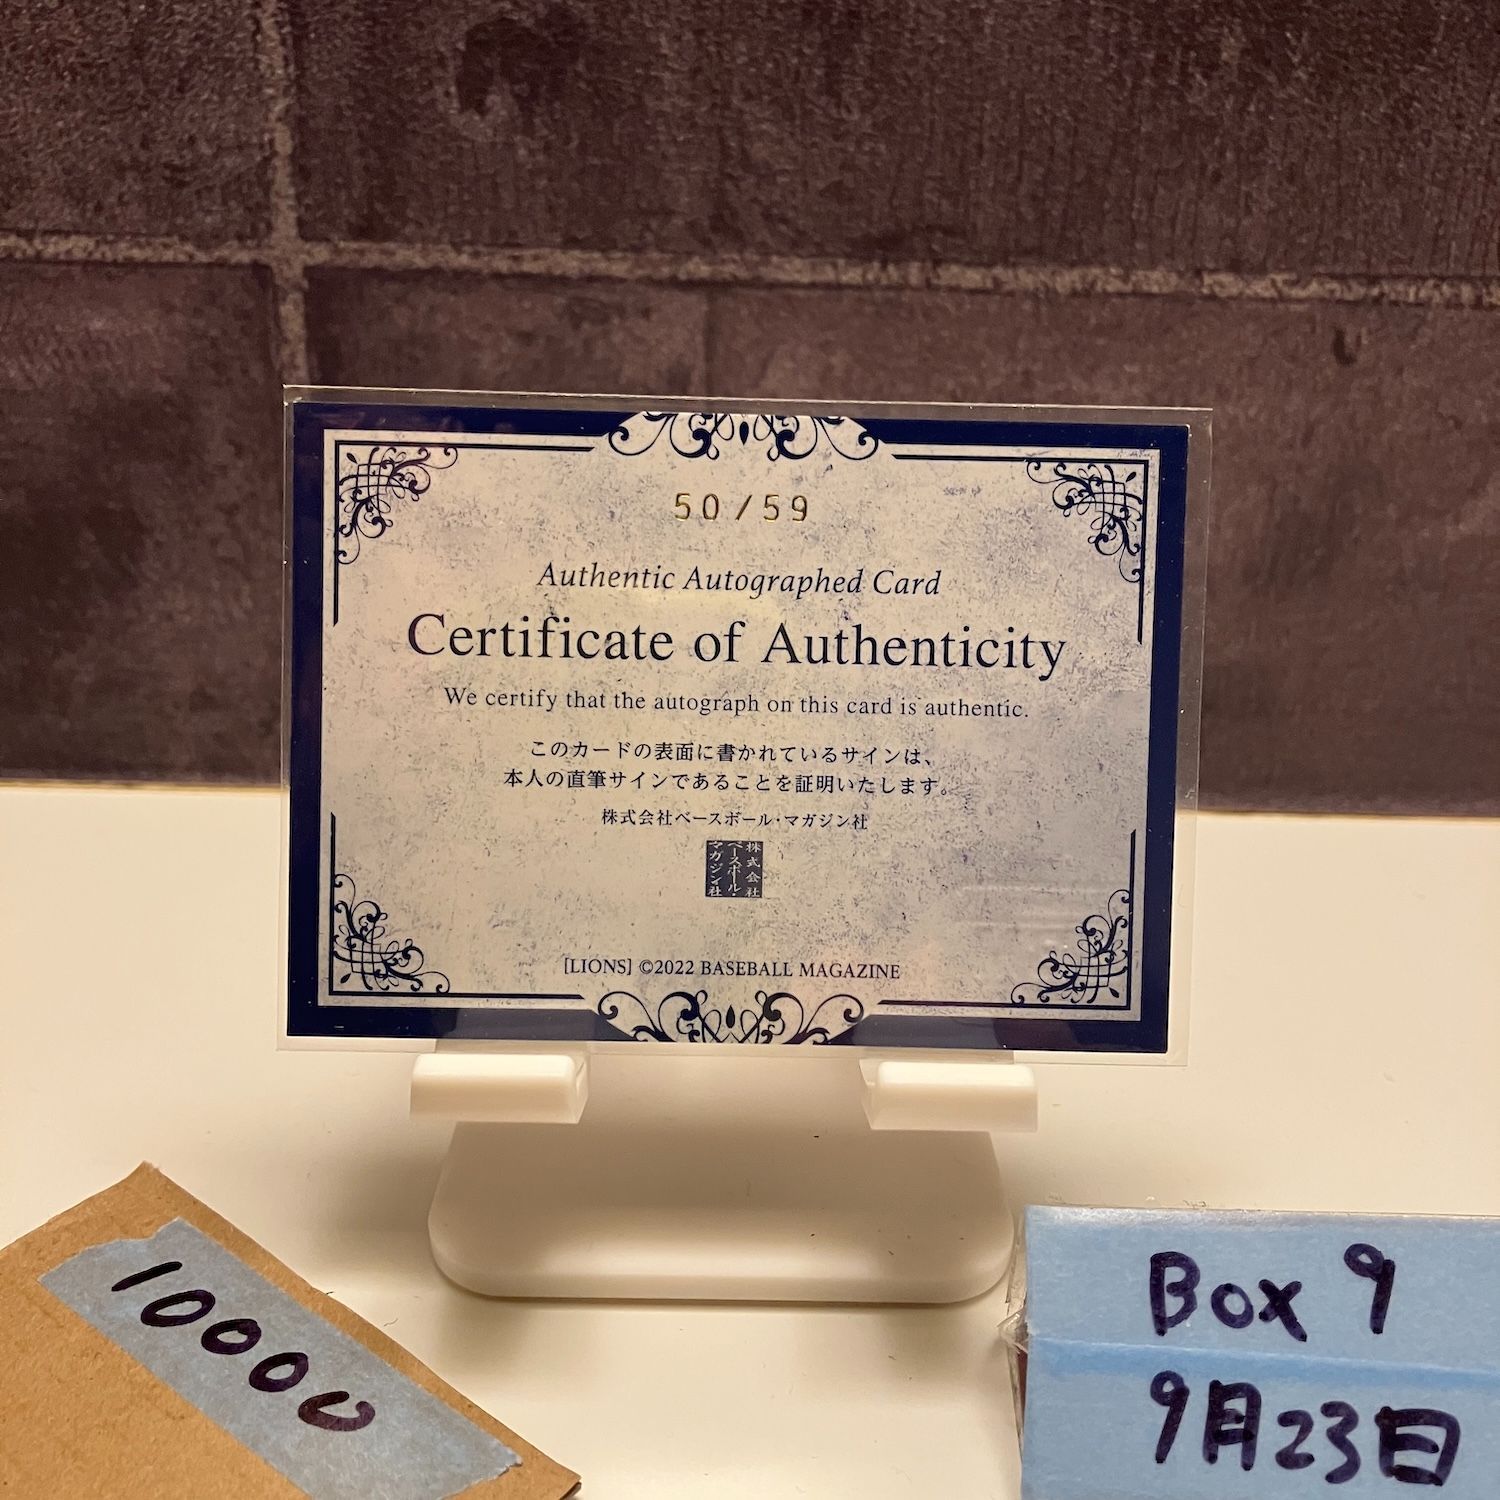 50/59
Authentic Autographed Card
Certificate of Authenticity
We certify that the autograph on this card is authentic.
このカードの表面に書かれているサインは、
本人の直筆サインであることを証明いたします。
株式会社ベースボール・マガジン社
株式会社
ベースボール・
マガジン社
[LIONS] ©2022 BASEBALL MAGAZINE
10000
Box 9
9月23日